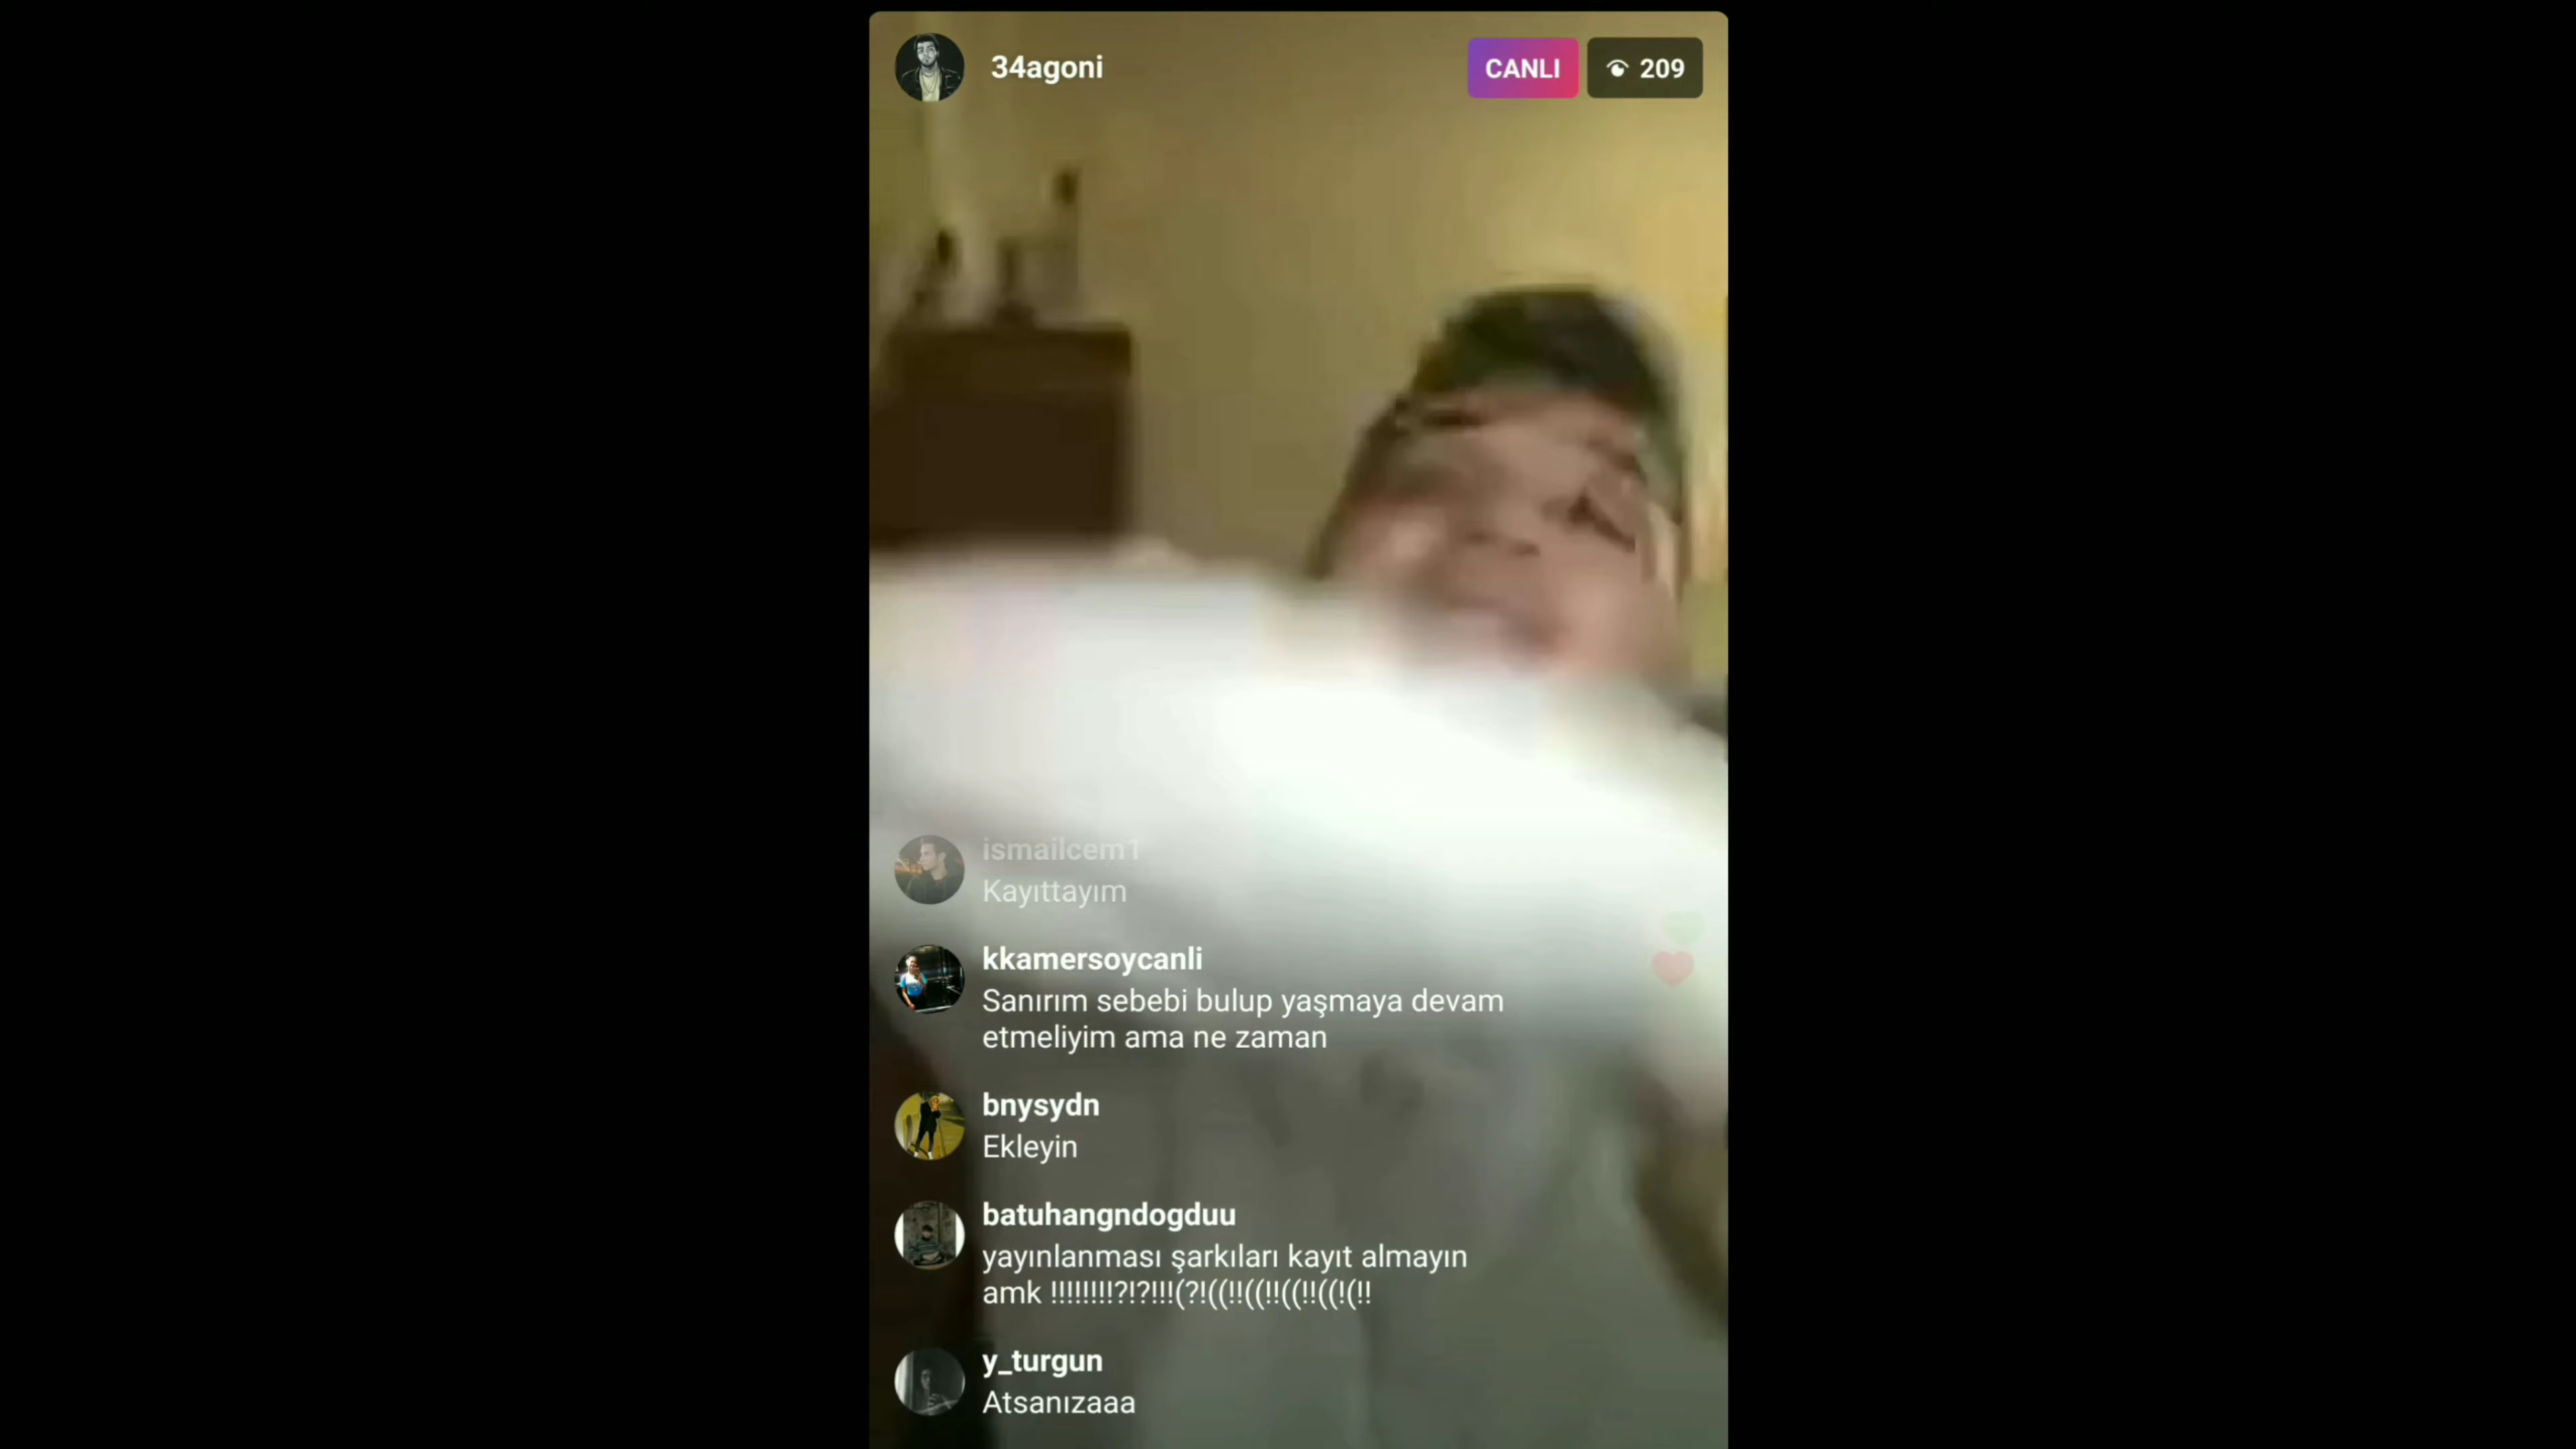 34agoni
CANLI
209
ismailcem1
Kayıttayım
kkamersoycanli
Sanırım sebebi bulup yaşmaya devam
etmeliyim ama ne zaman
bnysydn
Ekleyin
batuhangndogduu
yayınlanması şarkıları kayıt almayın
amk !!!!!!!!?!?!!!(?!((!!((!!((!!((!(!!
y_turgun
Atsanızaaa